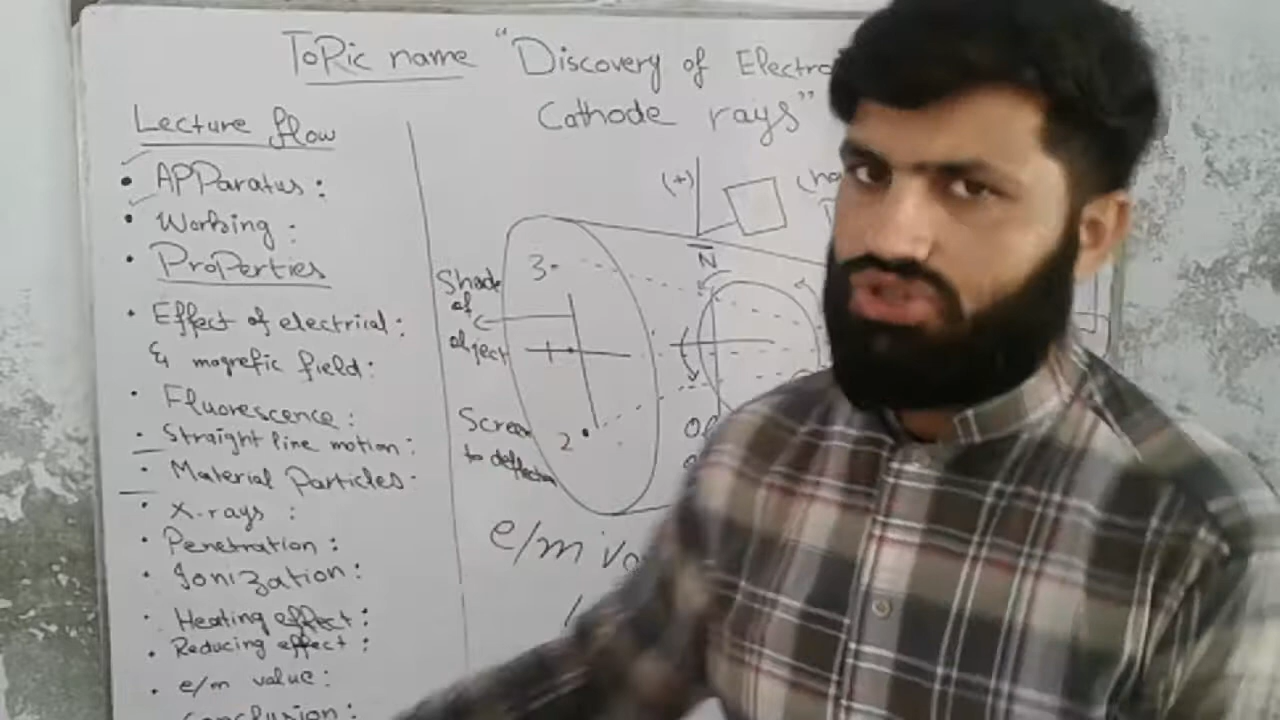 ToPic name "Discovery of Electro
Cathode rays"
Lecture flow
• APParatus :
• Working :
• ProPerties
• Effect of electrical :
& magnefic field :
• Fluorescence :
• Straight line motion :
• Material Particles.
• X-rays :
• Penetration :
• Ionization :
• Heating effect :
• Reducing effect :
• e/m value :
Conclusion :
(+)
N
3
Shade
of
object
1
Screen
to
2
e/m va